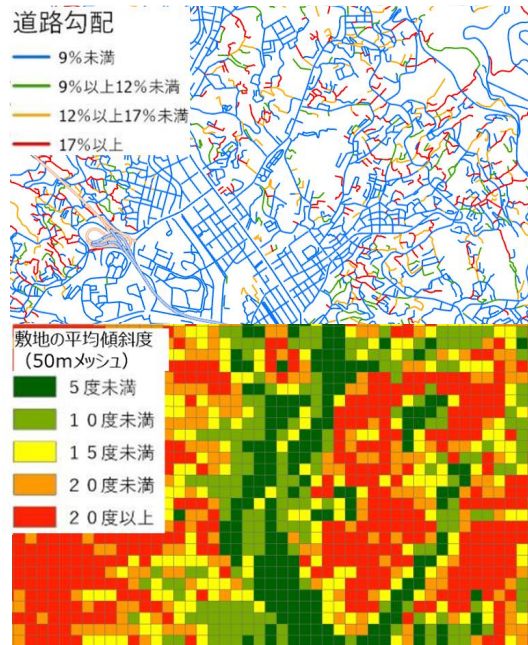 道路勾配
9%未満
9%以上12%未満
12%以上17%未満
17%以上
敷地の平均傾斜度
(50mメッシュ)
５度未満
１０度未満
１５度未満
２０度未満
２０度以上